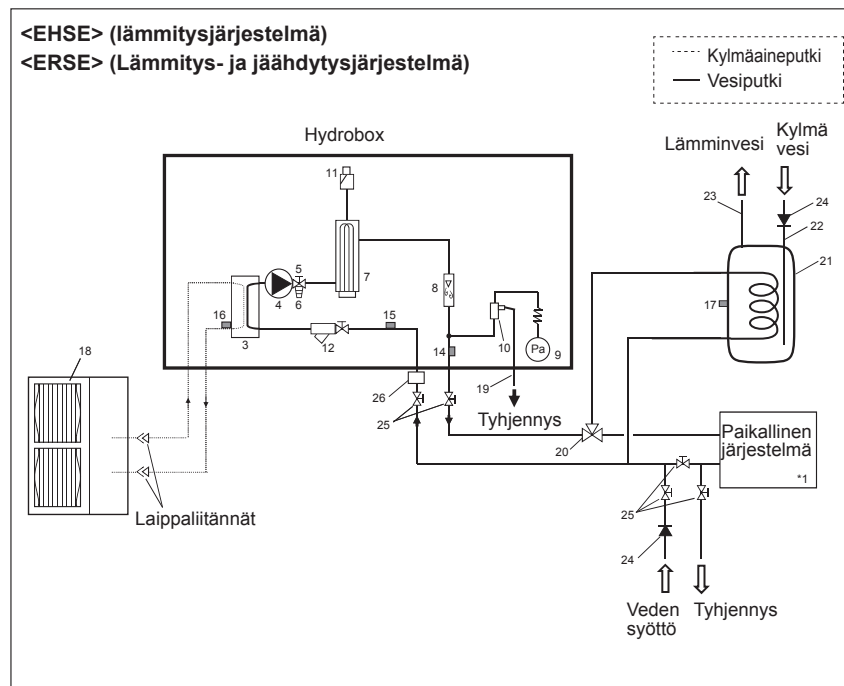 <EHSE> (lämmitysjärjestelmä)
<ERSE> (Lämmitys- ja jäähdytysjärjestelmä)
Kylmäaineputki
Vesiputki
Hydrobox
Lämminvesi
Kylmä
vesi
11
23
24
22
5
7
4
6
8
21
16
3
12
15
17
10
Pa
9
14
18
26
19
25
Tyhjennys
20
Paikallinen
järjestelmä
*1
Laippaliitännät
25
24
Veden
syöttö
Tyhjennys